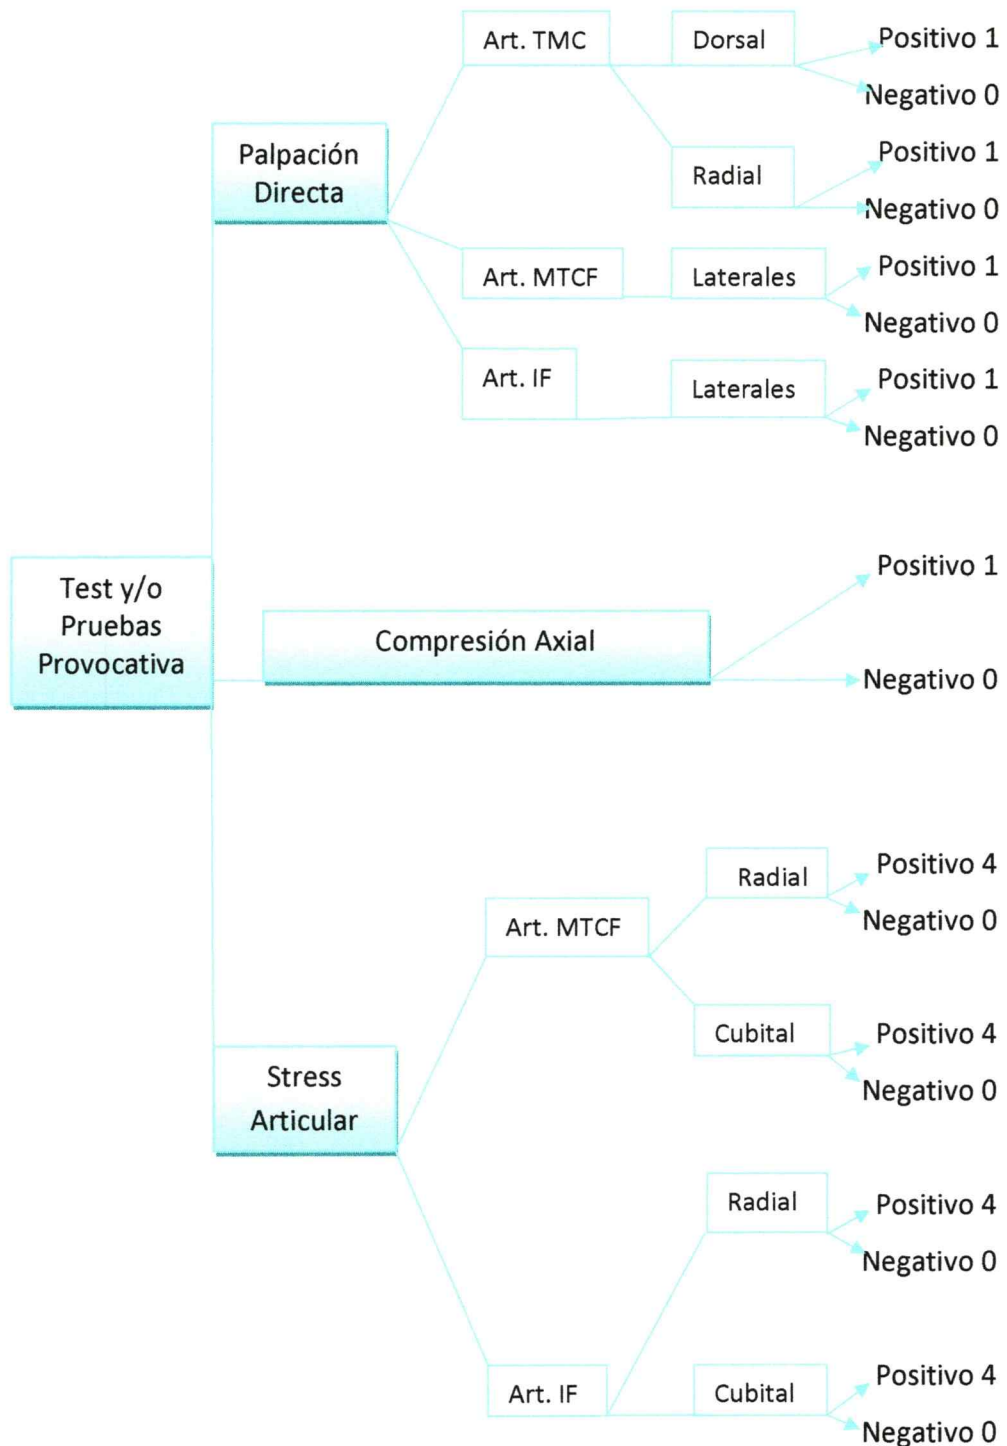 Art. TMC
Dorsal
Positivo 1
Negativo 0
Palpación
Directa
Radial
Positivo 1
Negativo 0
Art. MTCF
Laterales
Positivo 1
Negativo 0
Art. IF
Laterales
Positivo 1
Negativo 0
Test y/o
Pruebas
Provocativa
Compresión Axial
Positivo 1
Negativo 0
Stress
Articular
Art. MTCF
Radial
Positivo 4
Negativo 0
Cubital
Positivo 4
Negativo 0
Art. IF
Radial
Positivo 4
Negativo 0
Cubital
Positivo 4
Negativo 0